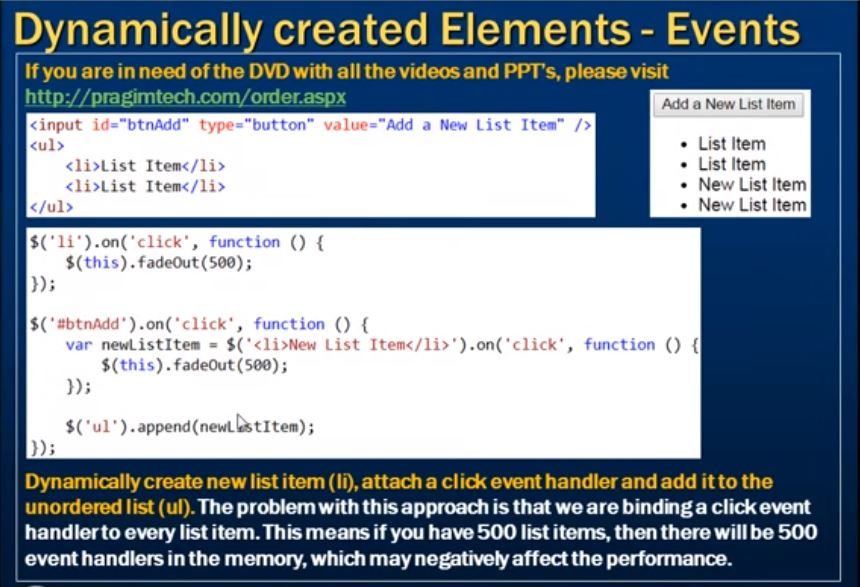 Dynamically created Elements - Events
If you are in need of the DVD with all the videos and PPT's, please visit
http://pragimtech.com/order.aspx
<input id="btnAdd" type="button" value="Add a New List Item" />
<ul>
    <li>List Item</li>
    <li>List Item</li>
</ul>
Add a New List Item
• List Item
• List Item
• New List Item
• New List Item
$('li').on('click', function () {
    $(this).fadeOut(500);
});
$('#btnAdd').on('click', function () {
    var newListItem = $('<li>New List Item</li>').on('click', function () {
        $(this).fadeOut(500);
    });
    $('ul').append(newListItem);
});
Dynamically create new list item (li), attach a click event handler and add it to the
unordered list (ul). The problem with this approach is that we are binding a click event
handler to every list item. This means if you have 500 list items, then there will be 500
event handlers in the memory, which may negatively affect the performance.